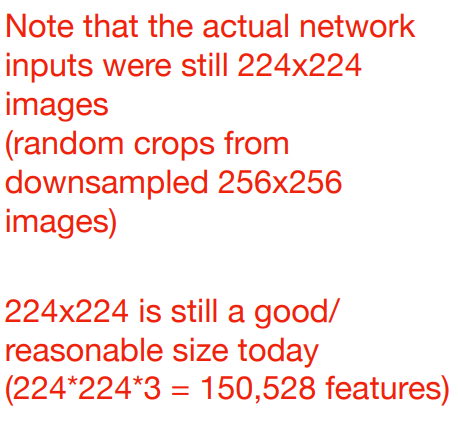 Note that the actual network
inputs were still 224x224
images
(random crops from
downsampled 256x256
images)
224x224 is still a good/
reasonable size today
(224*224*3 = 150,528 features)